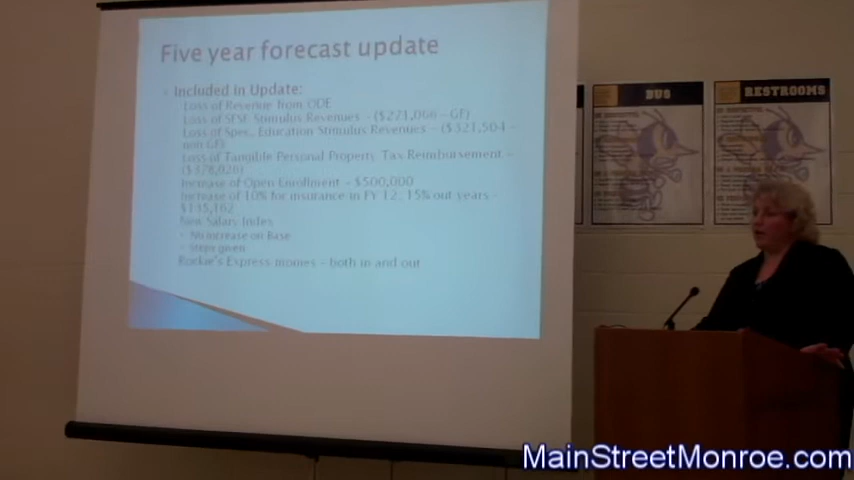 Five year forecast update
Included in Update:
Loss of Revenue from ODE
Loss of SFSF Stimulus Revenues - ($271,066 - GF)
Loss of Spec. Education Stimulus Revenues - ($321,504 -
non GF)
Loss of Tangible Personal Property Tax Reimbursement -
($378,026)
Increase of Open Enrollment - $500,000
Increase of 10% for insurance in FY 12, 15% out years -
$135,162
New Salary Index
No increase on Base
Steps given
Rockie's Express monies - both in and out
BUS
RESTROOMS
MainStreetMonroe.com